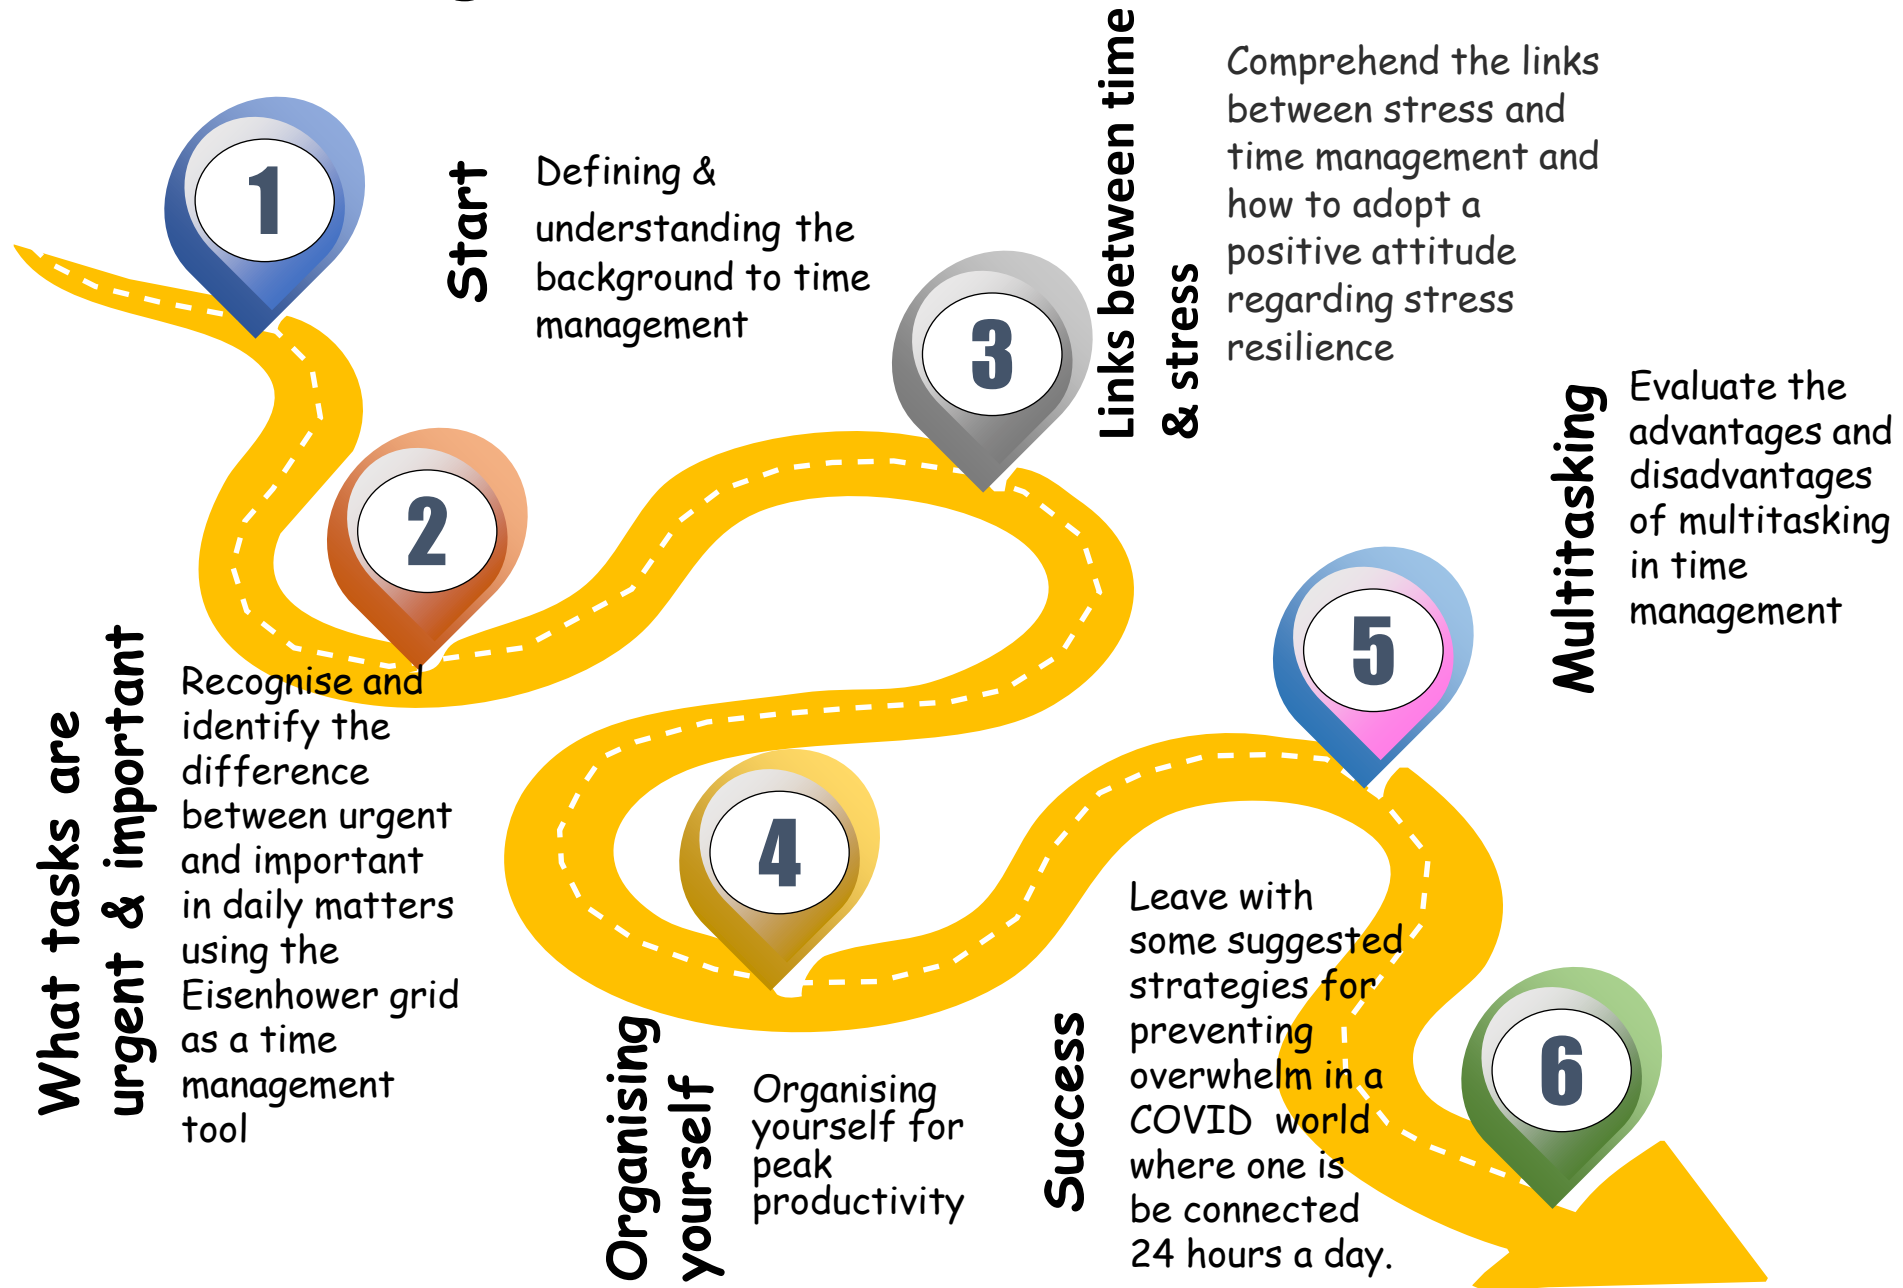 1
Start
Defining &
understanding the
background to time
management
2
What tasks are
urgent & important
Recognise and
identify the
difference
between urgent
and important
in daily matters
using the
Eisenhower grid
as a time
management
tool
3
Links between time
& stress
Comprehend the links
between stress and
time management and
how to adopt a
positive attitude
regarding stress
resilience
4
Organising
yourself
Organising
yourself for
peak
productivity
5
Multitasking
Evaluate the
advantages and
disadvantages
of multitasking
in time
management
6
Success
Leave with
some suggested
strategies for
preventing
overwhelm in a
COVID  world
where one is
be connected
24 hours a day.